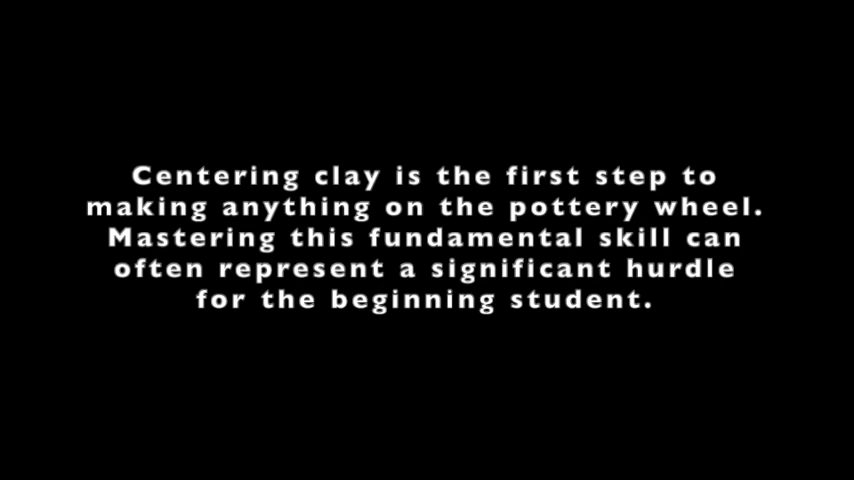 Centering clay is the first step to
making anything on the pottery wheel.
Mastering this fundamental skill can
often represent a significant hurdle
for the beginning student.